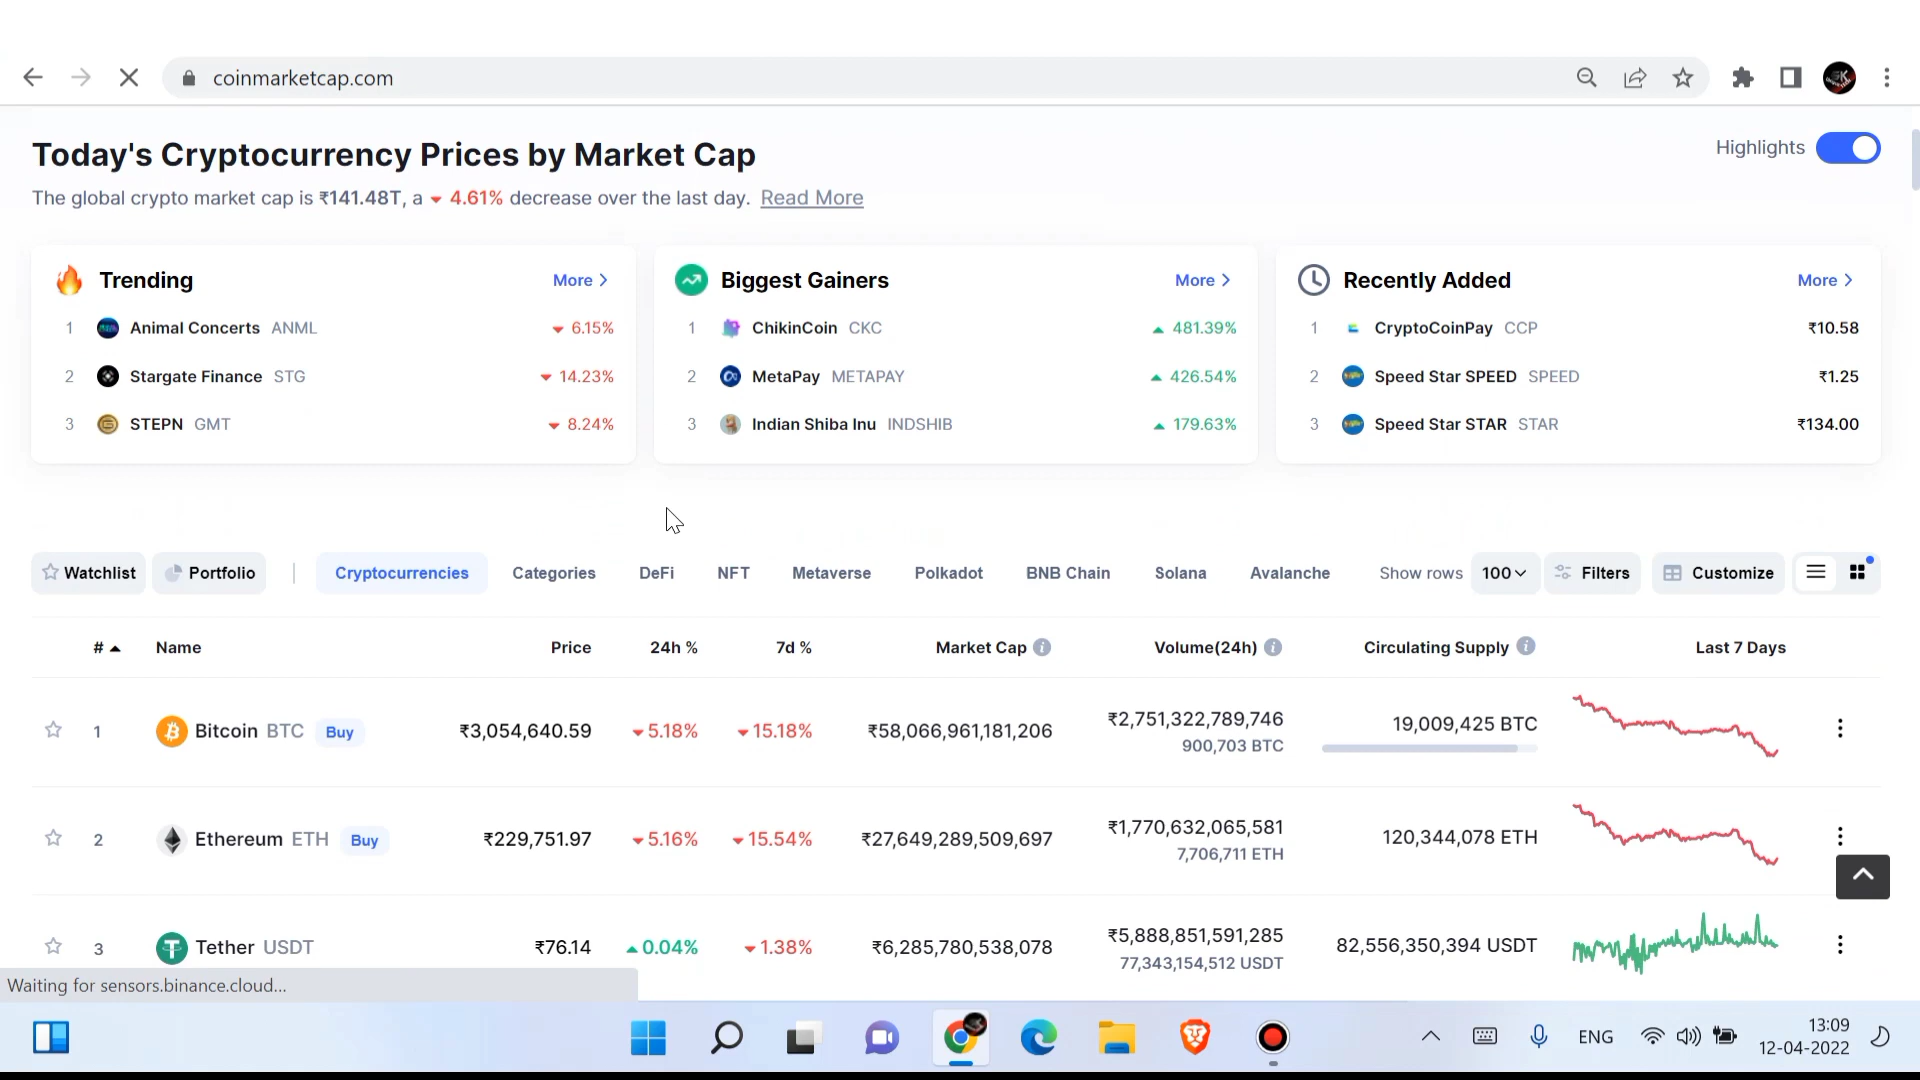 coinmarketcap.com
Today's Cryptocurrency Prices by Market Cap
Highlights
The global crypto market cap is ₹141.48T, a 4.61% decrease over the last day. Read More
Trending More
1 Animal Concerts ANML 6.15%
2 Stargate Finance STG 14.23%
3 STEPN GMT 8.24%
Biggest Gainers More
1 ChikinCoin CKC 481.39%
2 MetaPay METAPAY 426.54%
3 Indian Shiba Inu INDSHIB 179.63%
Recently Added More
1 CryptoCoinPay CCP ₹10.58
2 Speed Star SPEED SPEED ₹1.25
3 Speed Star STAR STAR ₹134.00
Watchlist Portfolio Cryptocurrencies Categories DeFi NFT Metaverse Polkadot BNB Chain Solana Avalanche Show rows 100 Filters Customize
# Name Price 24h % 7d % Market Cap Volume(24h) Circulating Supply Last 7 Days
1 Bitcoin BTC Buy ₹3,054,640.59 5.18% 15.18% ₹58,066,961,181,206 ₹2,751,322,789,746 19,009,425 BTC
900,703 BTC
2 Ethereum ETH Buy ₹229,751.97 5.16% 15.54% ₹27,649,289,509,697 ₹1,770,632,065,581 120,344,078 ETH
7,706,711 ETH
3 Tether USDT ₹76.14 0.04% 1.38% ₹6,285,780,538,078 ₹5,888,851,591,285 82,556,350,394 USDT
77,343,154,512 USDT
Waiting for sensors.binance.cloud...
ENG
13:09
12-04-2022